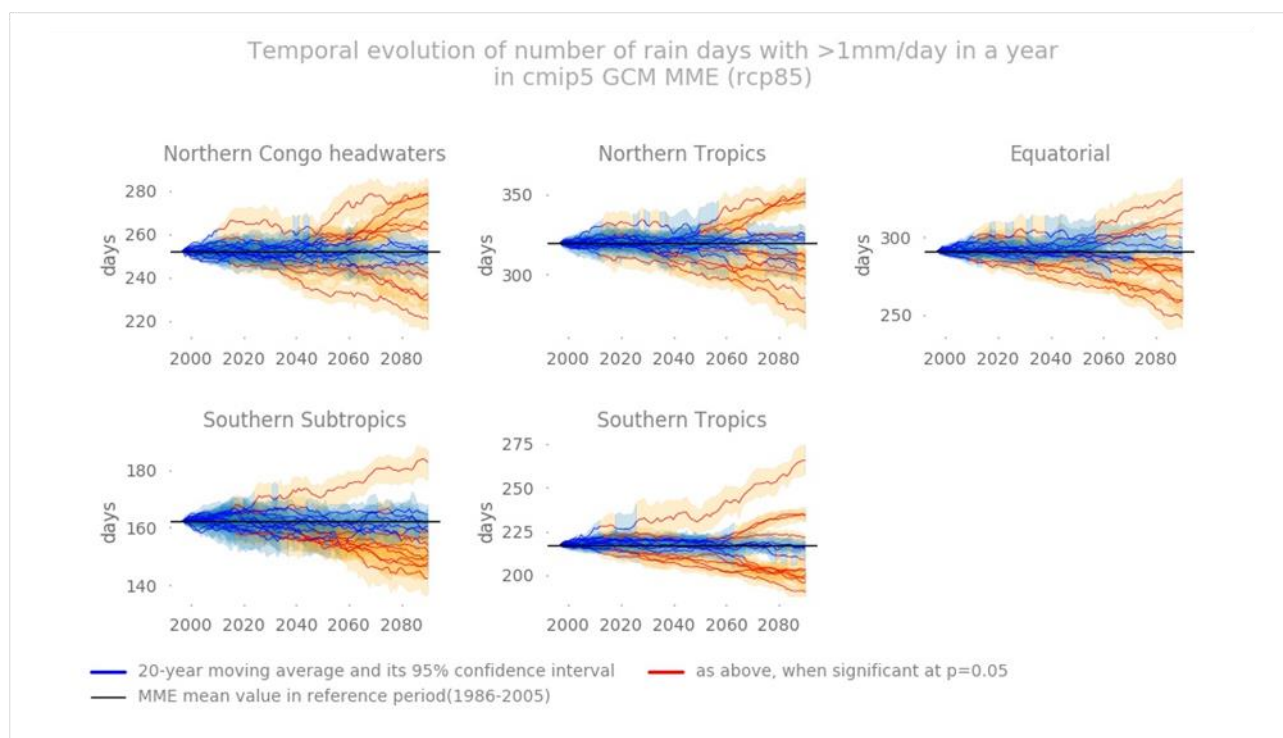 Temporal evolution of number of rain days with >1mm/day in a year
in cmip5 GCM MME (rcp85)
Northern Congo headwaters
280
260
240
220
days
2000 2020 2040 2060 2080
Northern Tropics
350
300
days
2000 2020 2040 2060 2080
Equatorial
300
250
days
2000 2020 2040 2060 2080
Southern Subtropics
180
160
140
days
2000 2020 2040 2060 2080
Southern Tropics
275
250
225
200
days
2000 2020 2040 2060 2080
20-year moving average and its 95% confidence interval
as above, when significant at p=0.05
MME mean value in reference period(1986-2005)